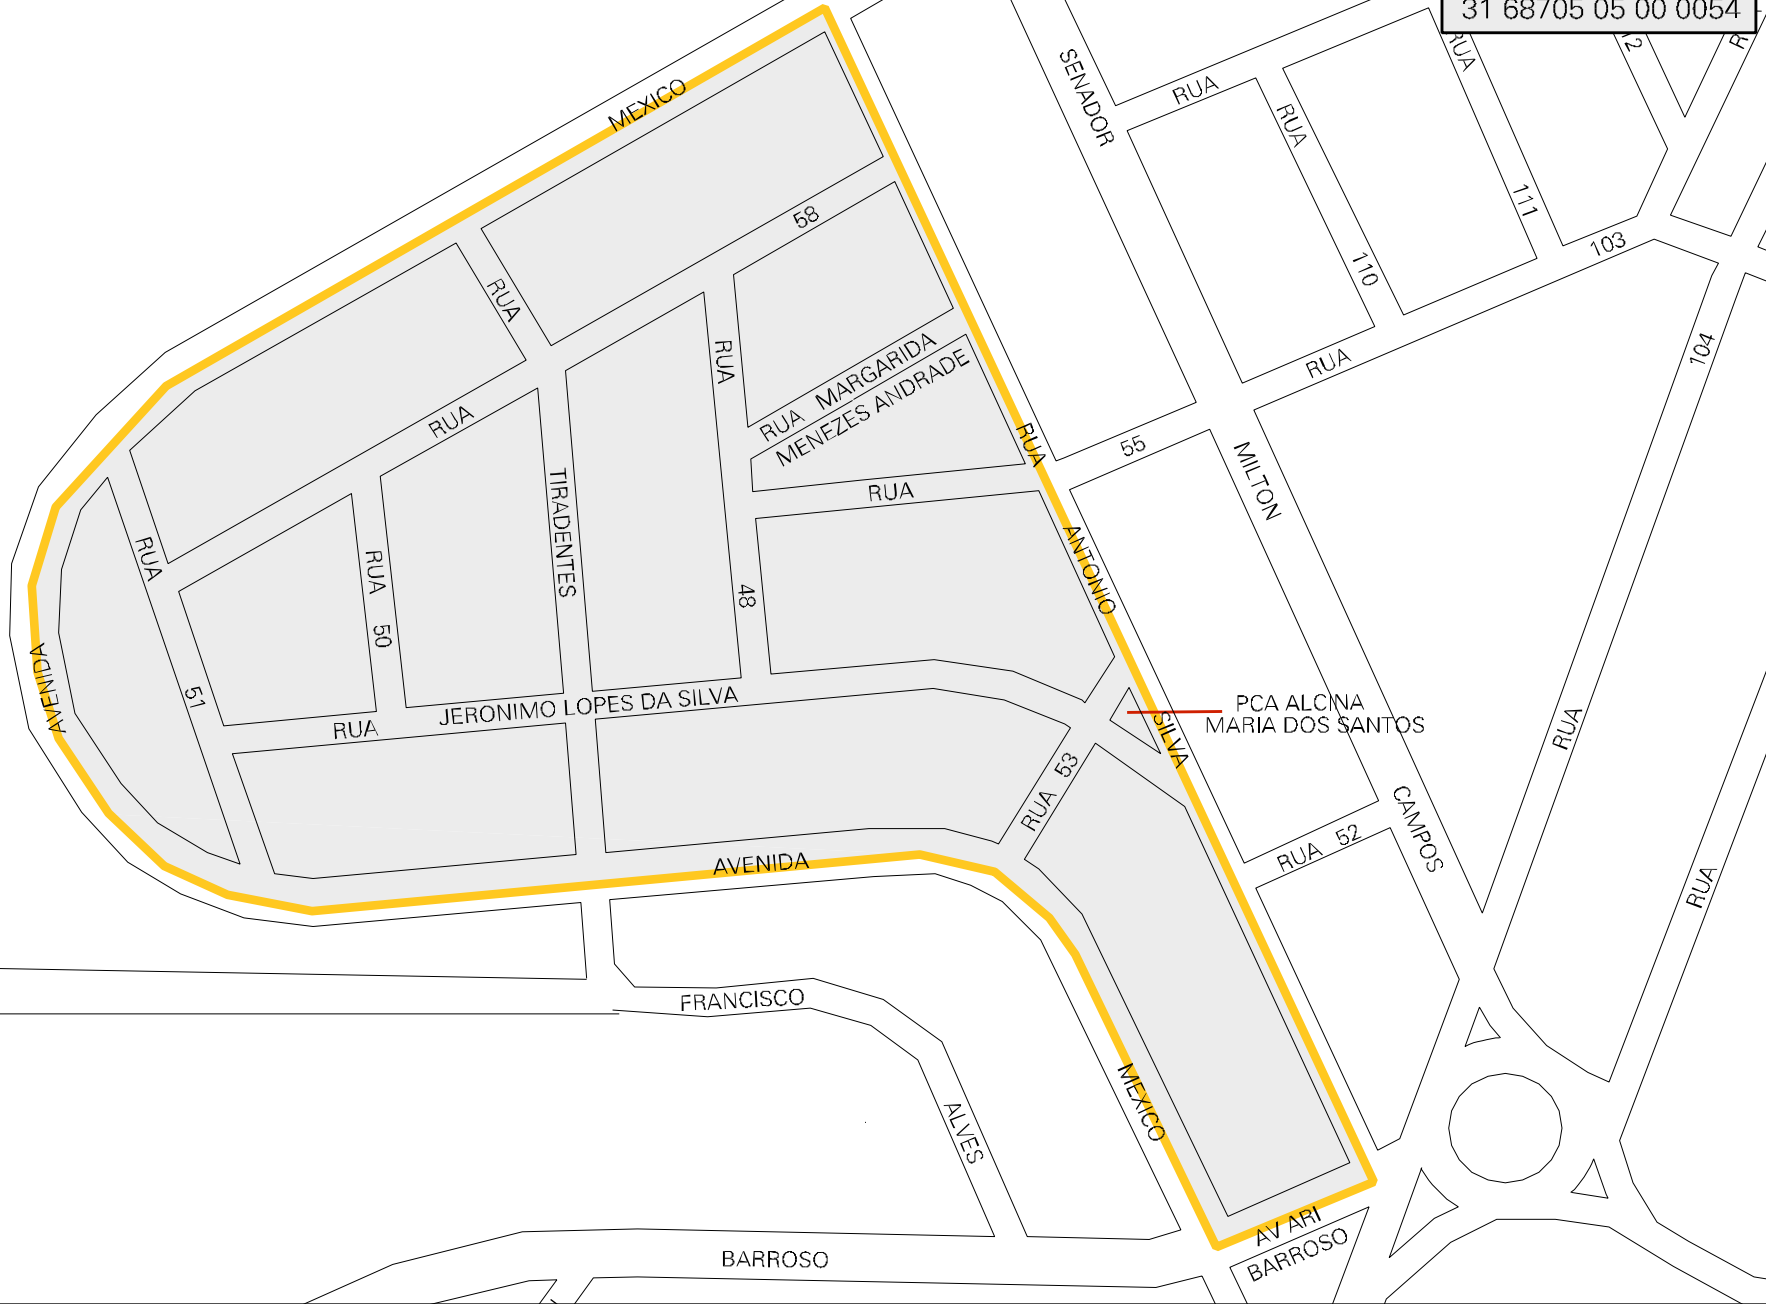 31 68705 05 00 0054
MEXICO
SENADOR
RUA
RUA
RUA
12
58
RUA
111
103
110
RUA
RUA
MARGARIDA
RUA
MENEZES ANDRADE
RUA
104
RUA
55
MILTON
TIRADENTES
RUA
RUA
RUA
ANTONIO
48
50
AVENIDA
51
RUA
JERONIMO LOPES DA SILVA
PCA ALCINA
MARIA DOS SANTOS
SILVA
RUA
RUA 53
CAMPOS
RUA 52
AVENIDA
RUA
FRANCISCO
MEXICO
ALVES
AV ARI
BARROSO
BARROSO